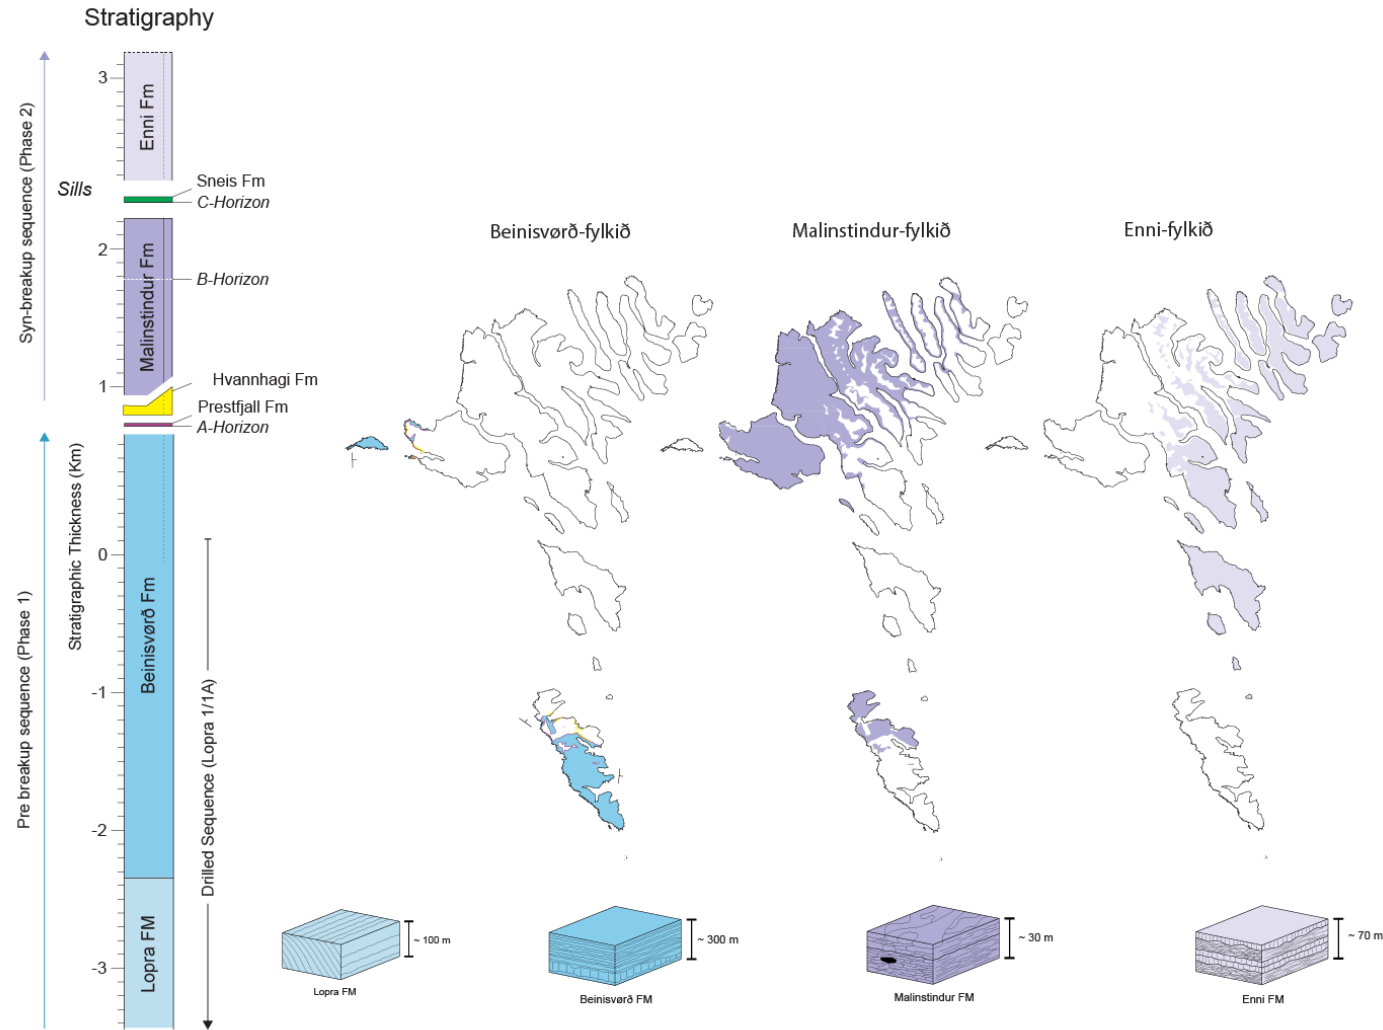 Stratigraphy
Syn-breakup sequence (Phase 2)
Pre breakup sequence (Phase 1)
Stratigraphic Thickness (Km)
3
2
1
0
-1
-2
-3
Enni Fm
Sills
Sneis Fm
C-Horizon
Malinstindur Fm
B-Horizon
Hvannhagi Fm
Prestfjall Fm
A-Horizon
Beinisvørð Fm
Lopra FM
Drilled Sequence (Lopra 1/1A)
Beinisvørð-fylkið
Malinstindur-fylkið
Enni-fylkið
~ 100 m
Lopra FM
~ 300 m
Beinisvørð FM
~ 30 m
Malinstindur FM
~ 70 m
Enni FM